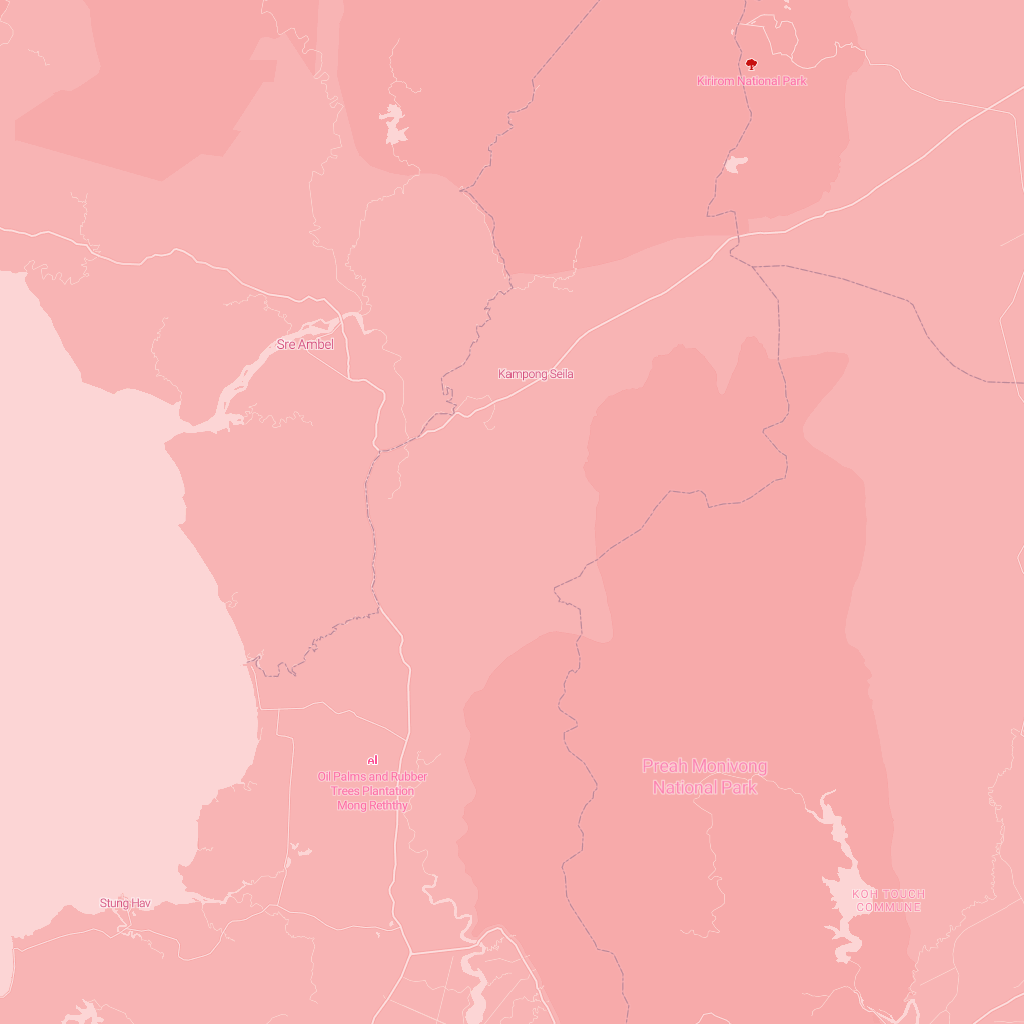 Kirirom National Park
Sre Ambel
Kampong Seila
Preah Monivong
National Park
Oil Palms and Rubber
Trees Plantation
Mong Reththy
KOH TOUCH
COMMUNE
Stung Hav